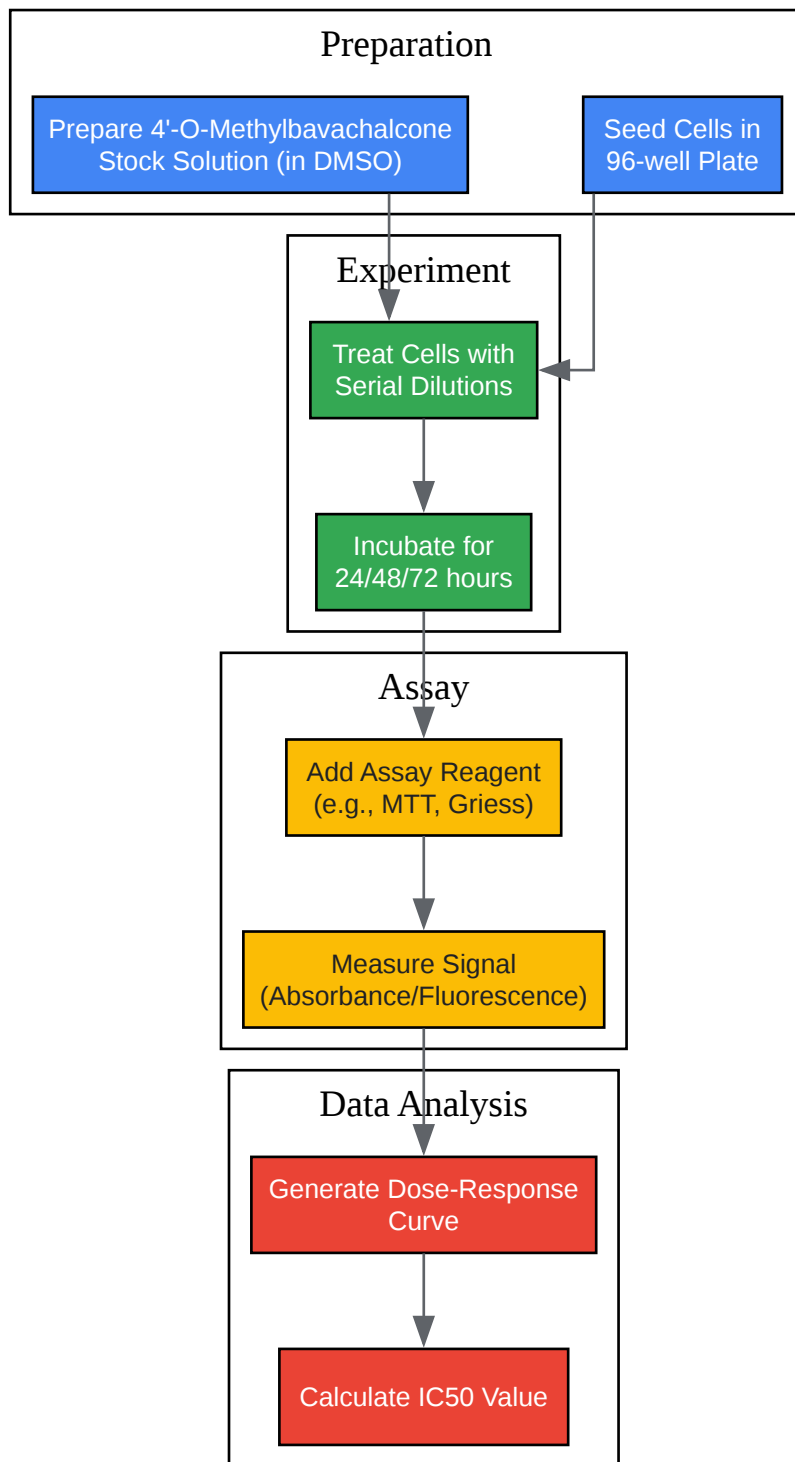 Preparation
Prepare 4'-O-Methylbavachalcone
Stock Solution (in DMSO)
Seed Cells in
96-well Plate
Experiment
Treat Cells with
Serial Dilutions
Incubate for
24/48/72 hours
Assay
Add Assay Reagent
(e.g., MTT, Griess)
Measure Signal
(Absorbance/Fluorescence)
Data Analysis
Generate Dose-Response
Curve
Calculate IC50 Value